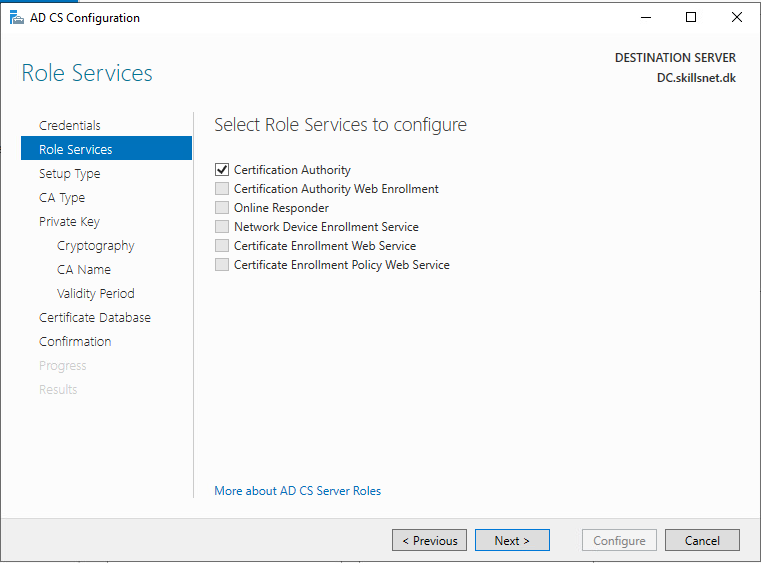 AD CS Configuration
Role Services
DESTINATION SERVER
DC.skillsnet.dk
Credentials
Role Services
Setup Type
CA Type
Private Key
Cryptography
CA Name
Validity Period
Certificate Database
Confirmation
Progress
Results
Select Role Services to configure
Certification Authority
Certification Authority Web Enrollment
Online Responder
Network Device Enrollment Service
Certificate Enrollment Web Service
Certificate Enrollment Policy Web Service
More about AD CS Server Roles
< Previous
Next >
Configure
Cancel